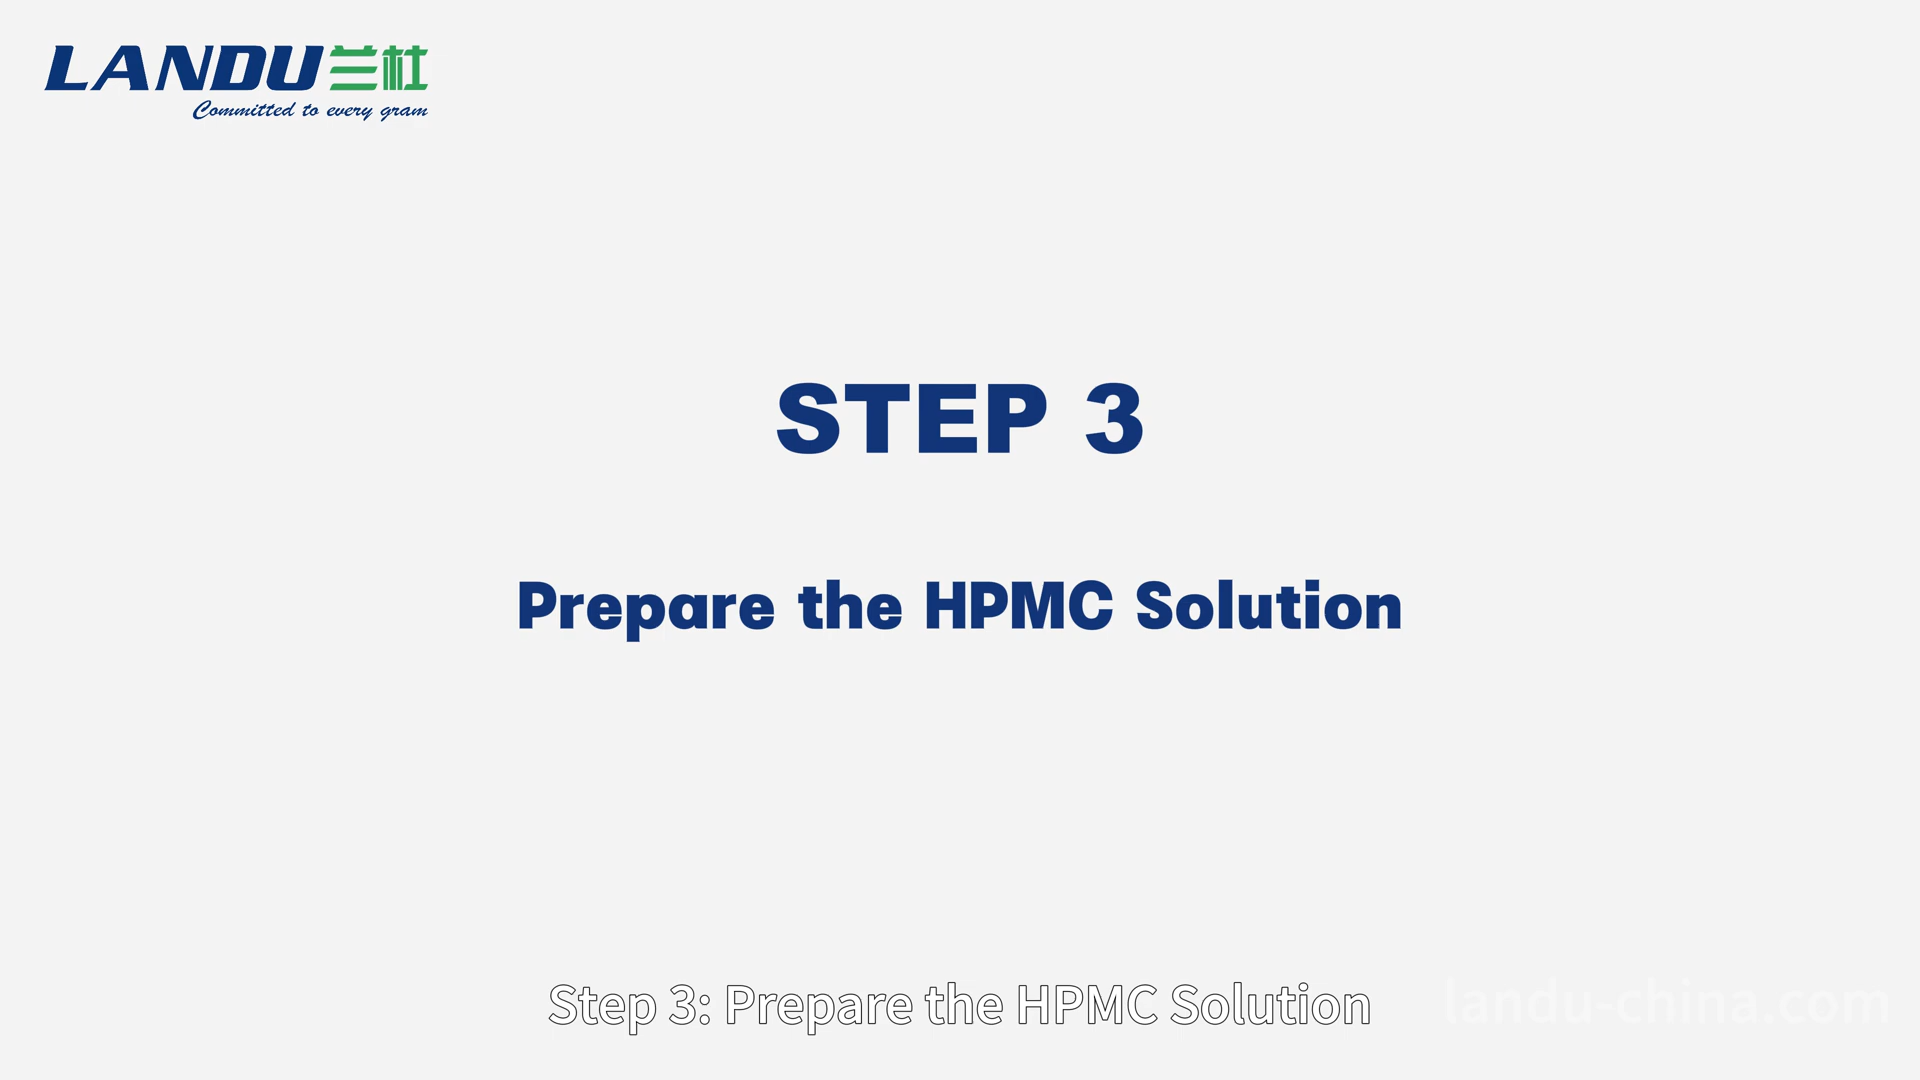 LANDU兰杜
Committed to every gram
STEP 3
Prepare the HPMC Solution
Step 3: Prepare the HPMC Solution
landu-china.com